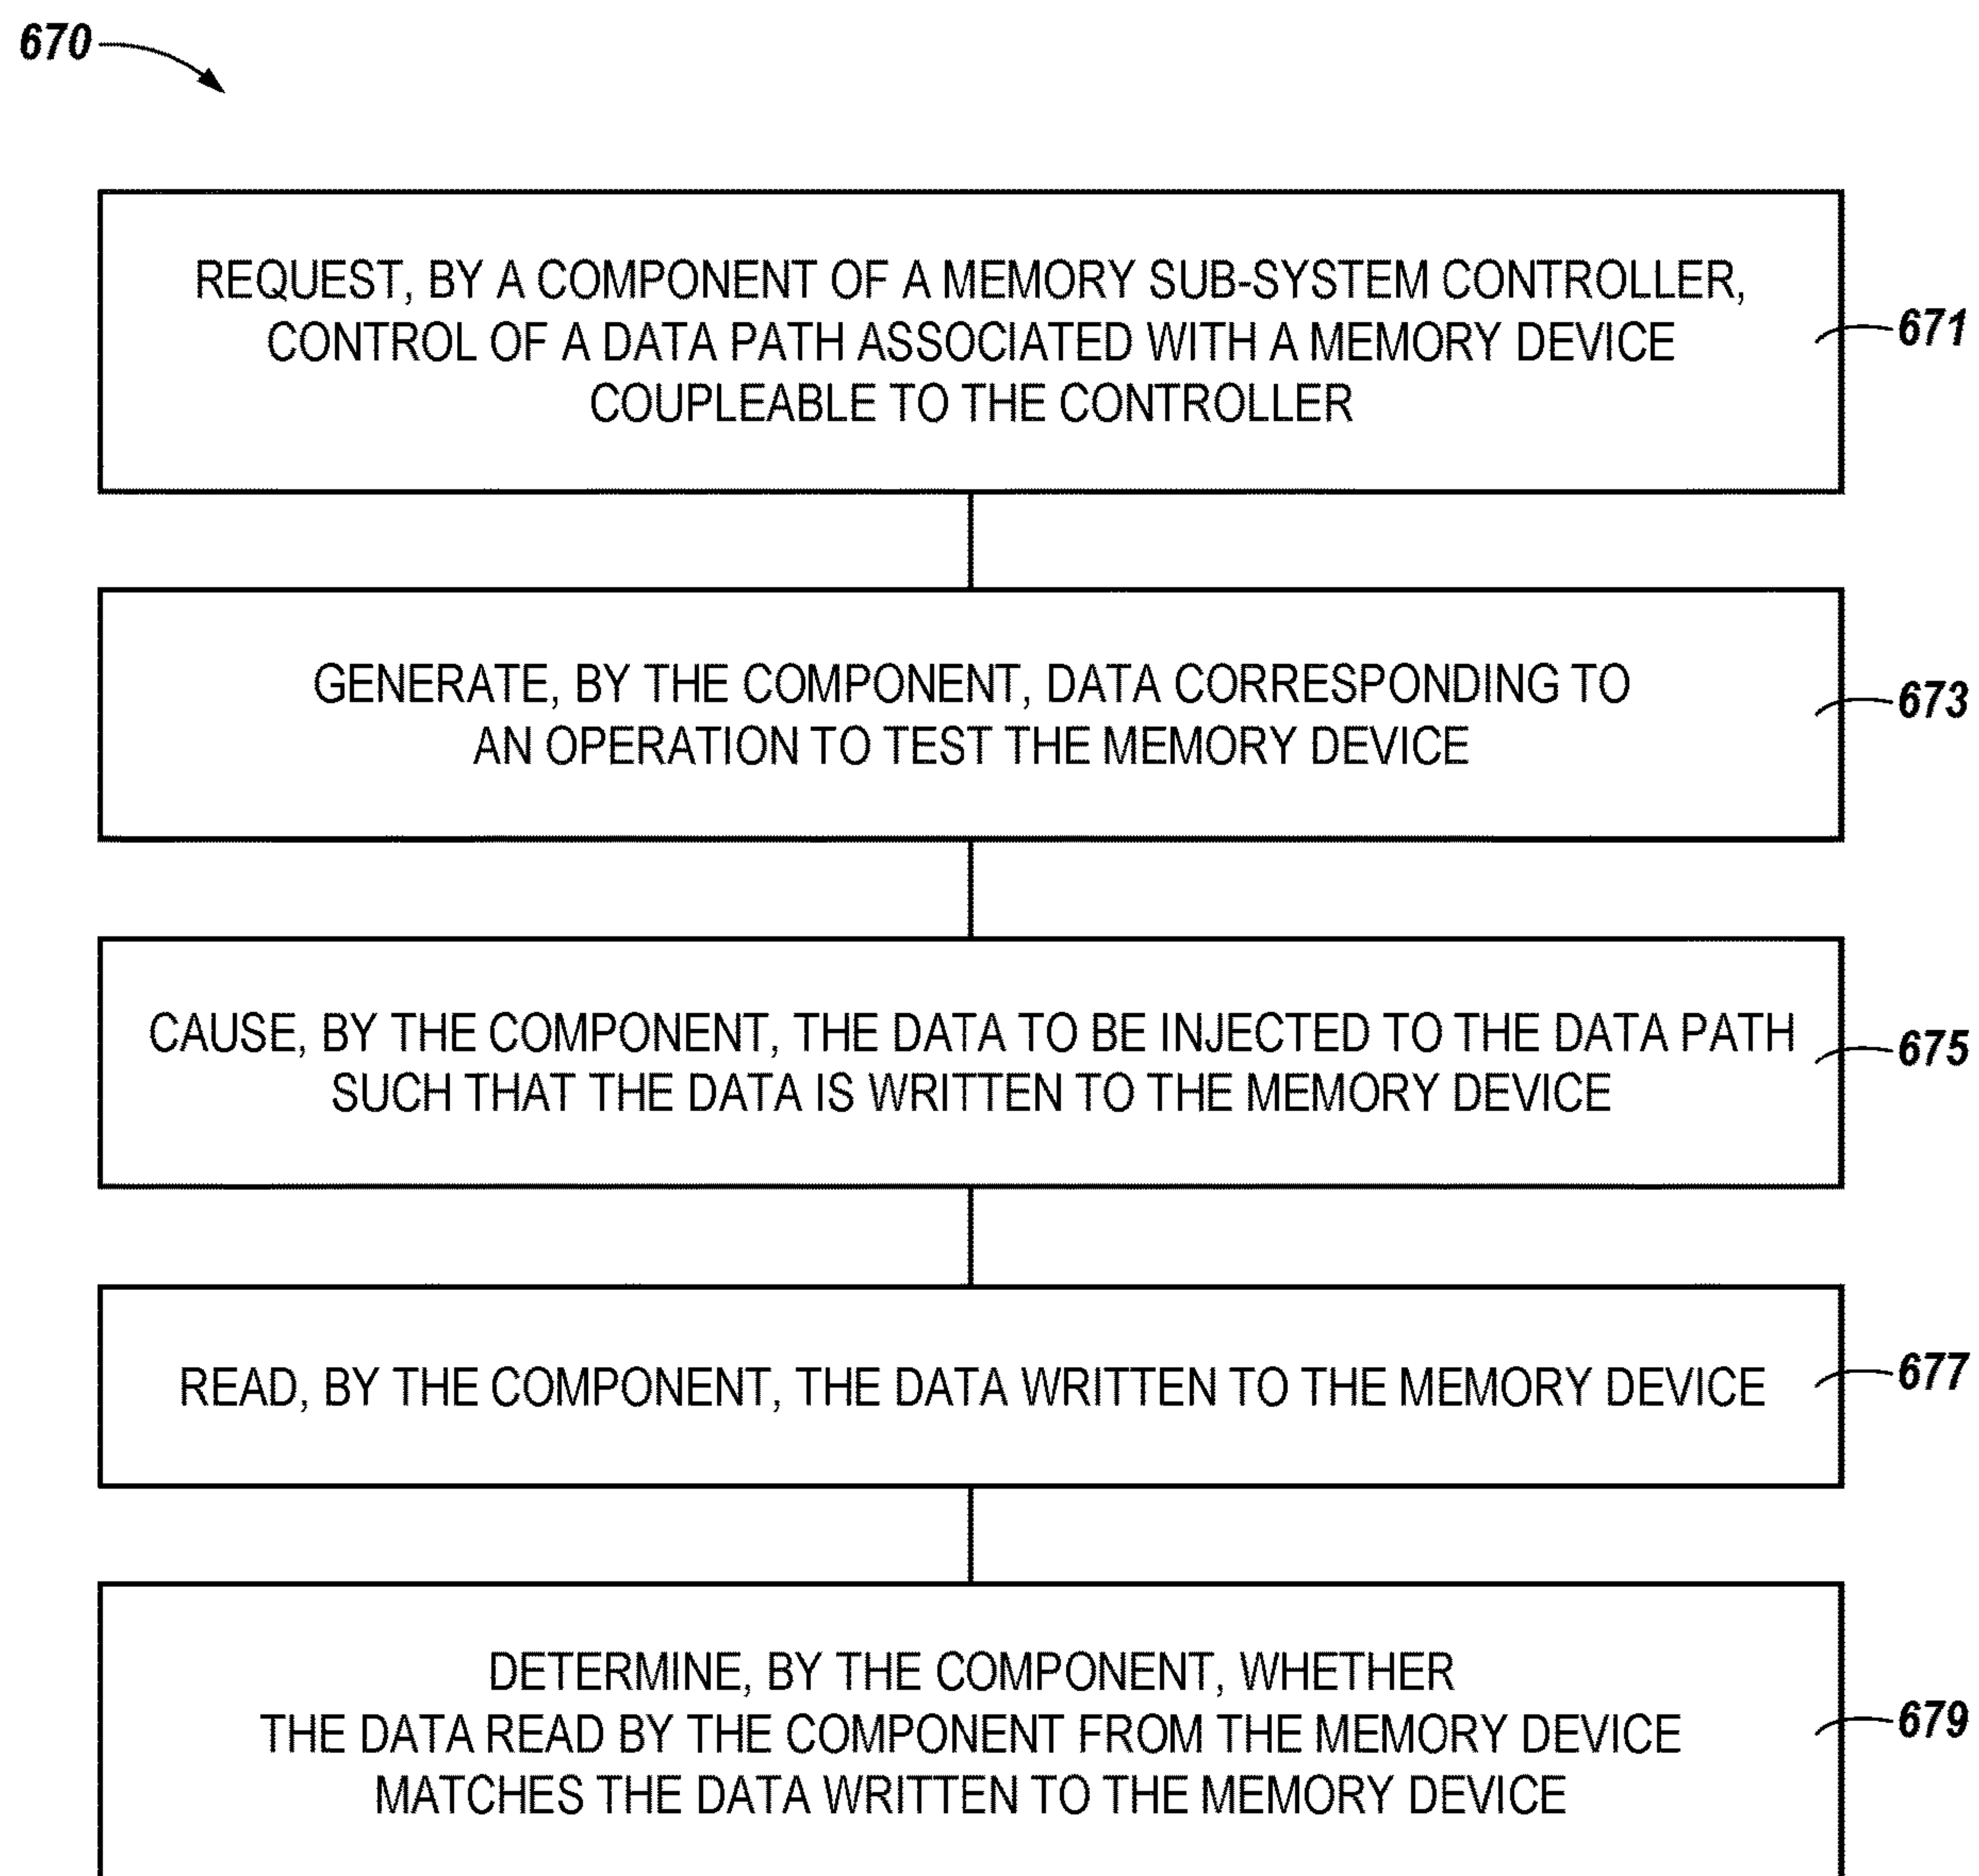 670
REQUEST, BY A COMPONENT OF A MEMORY SUB-SYSTEM CONTROLLER,
CONTROL OF A DATA PATH ASSOCIATED WITH A MEMORY DEVICE
COUPLEABLE TO THE CONTROLLER
671
GENERATE, BY THE COMPONENT, DATA CORRESPONDING TO
AN OPERATION TO TEST THE MEMORY DEVICE
673
CAUSE, BY THE COMPONENT, THE DATA TO BE INJECTED TO THE DATA PATH
SUCH THAT THE DATA IS WRITTEN TO THE MEMORY DEVICE
675
READ, BY THE COMPONENT, THE DATA WRITTEN TO THE MEMORY DEVICE
677
DETERMINE, BY THE COMPONENT, WHETHER
THE DATA READ BY THE COMPONENT FROM THE MEMORY DEVICE
MATCHES THE DATA WRITTEN TO THE MEMORY DEVICE
679